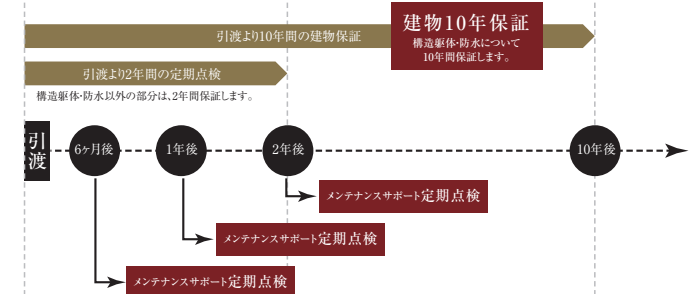 引渡より10年間の建物保証
建物10年保証
構造躯体・防水について
10年間保証します。
引渡より2年間の定期点検
構造躯体・防水以外の部分は、2年間保証します。
引渡
6ヶ月後
1年後
2年後
10年後
メンテナンスサポート定期点検
メンテナンスサポート定期点検
メンテナンスサポート定期点検